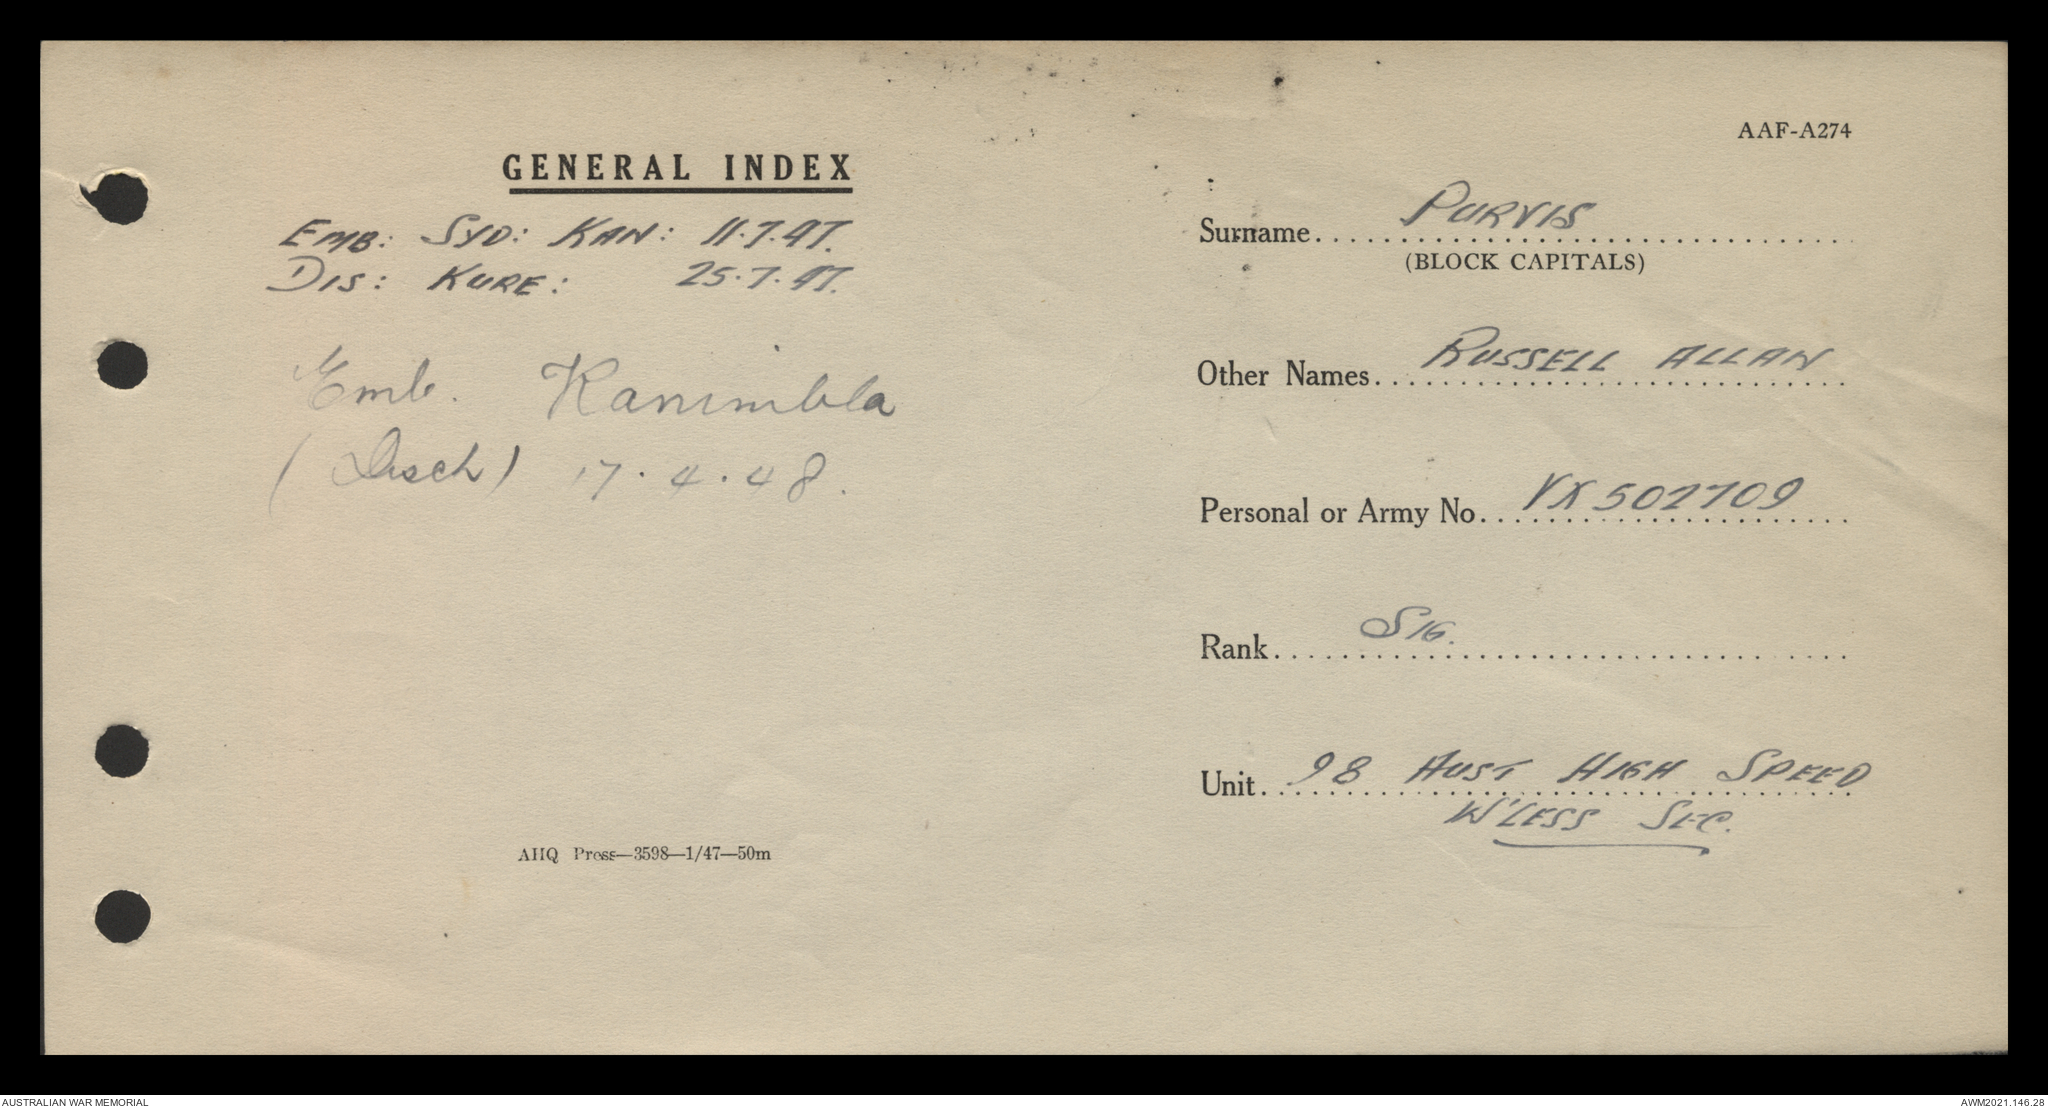 AAF-A274
GENERAL INDEX
EMB: SYD: KAN: 11.7.47.
DIS: KURE: 25.7.47.
Emb. Kanimbla
(Disch) 17.4.48.
AHQ Press—3598—1/47—50m
Surname PURVIS
(BLOCK CAPITALS)
Other Names RUSSELL ALLAN
Personal or Army No. VX502709
Rank SIG.
Unit 98 AUST HIGH SPEED
W'LESS SEC.
AUSTRALIAN WAR MEMORIAL
AWM2021.146.28